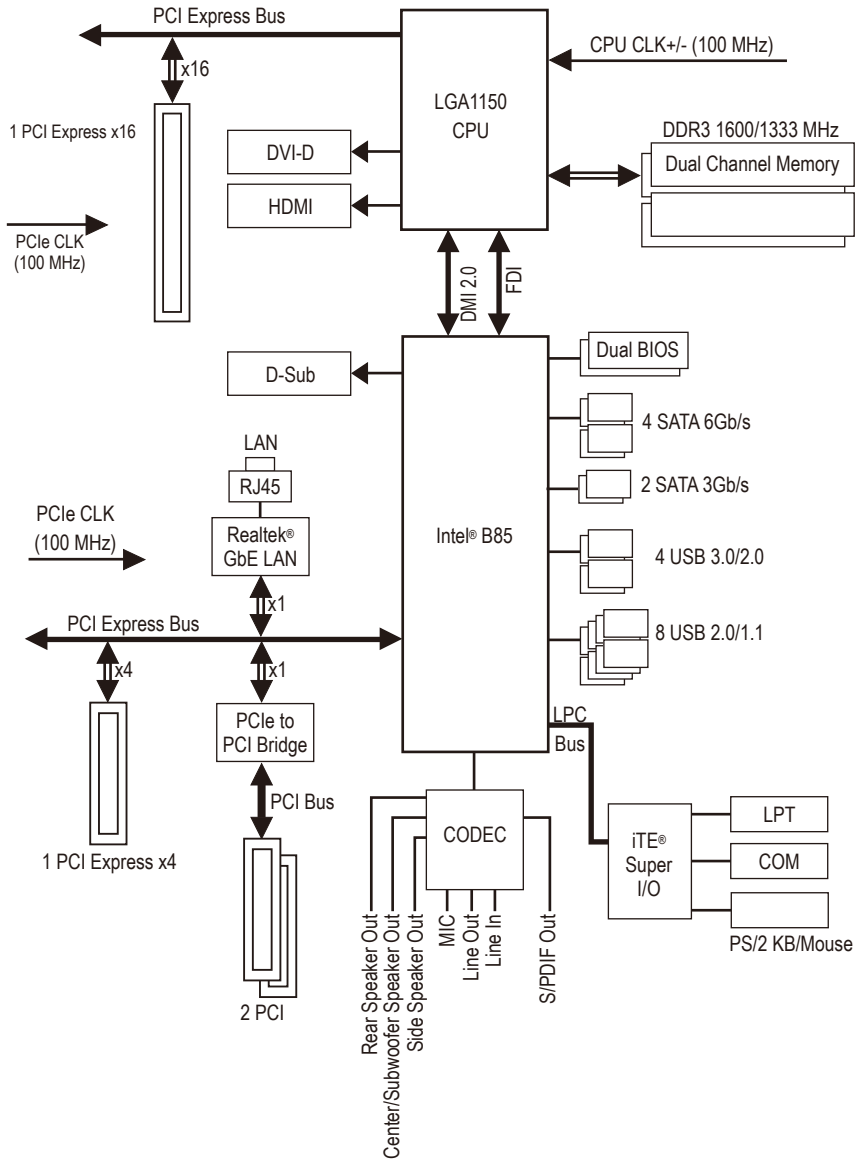 PCI Express Bus
x16
1 PCI Express x16
PCIe CLK
(100 MHz)
LGA1150
CPU
CPU CLK+/- (100 MHz)
DDR3 1600/1333 MHz
Dual Channel Memory
DVI-D
HDMI
DMI 2.0
FDI
D-Sub
Intel® B85
Dual BIOS
4 SATA 6Gb/s
2 SATA 3Gb/s
4 USB 3.0/2.0
8 USB 2.0/1.1
LAN
RJ45
Realtek®
GbE LAN
PCIe CLK
(100 MHz)
x1
PCI Express Bus
x4
x1
PCIe to
PCI Bridge
PCI Bus
1 PCI Express x4
2 PCI
LPC
Bus
CODEC
iTE®
Super
I/O
LPT
COM
PS/2 KB/Mouse
Rear Speaker Out
Center/Subwoofer Speaker Out
Side Speaker Out
MIC
Line Out
Line In
S/PDIF Out